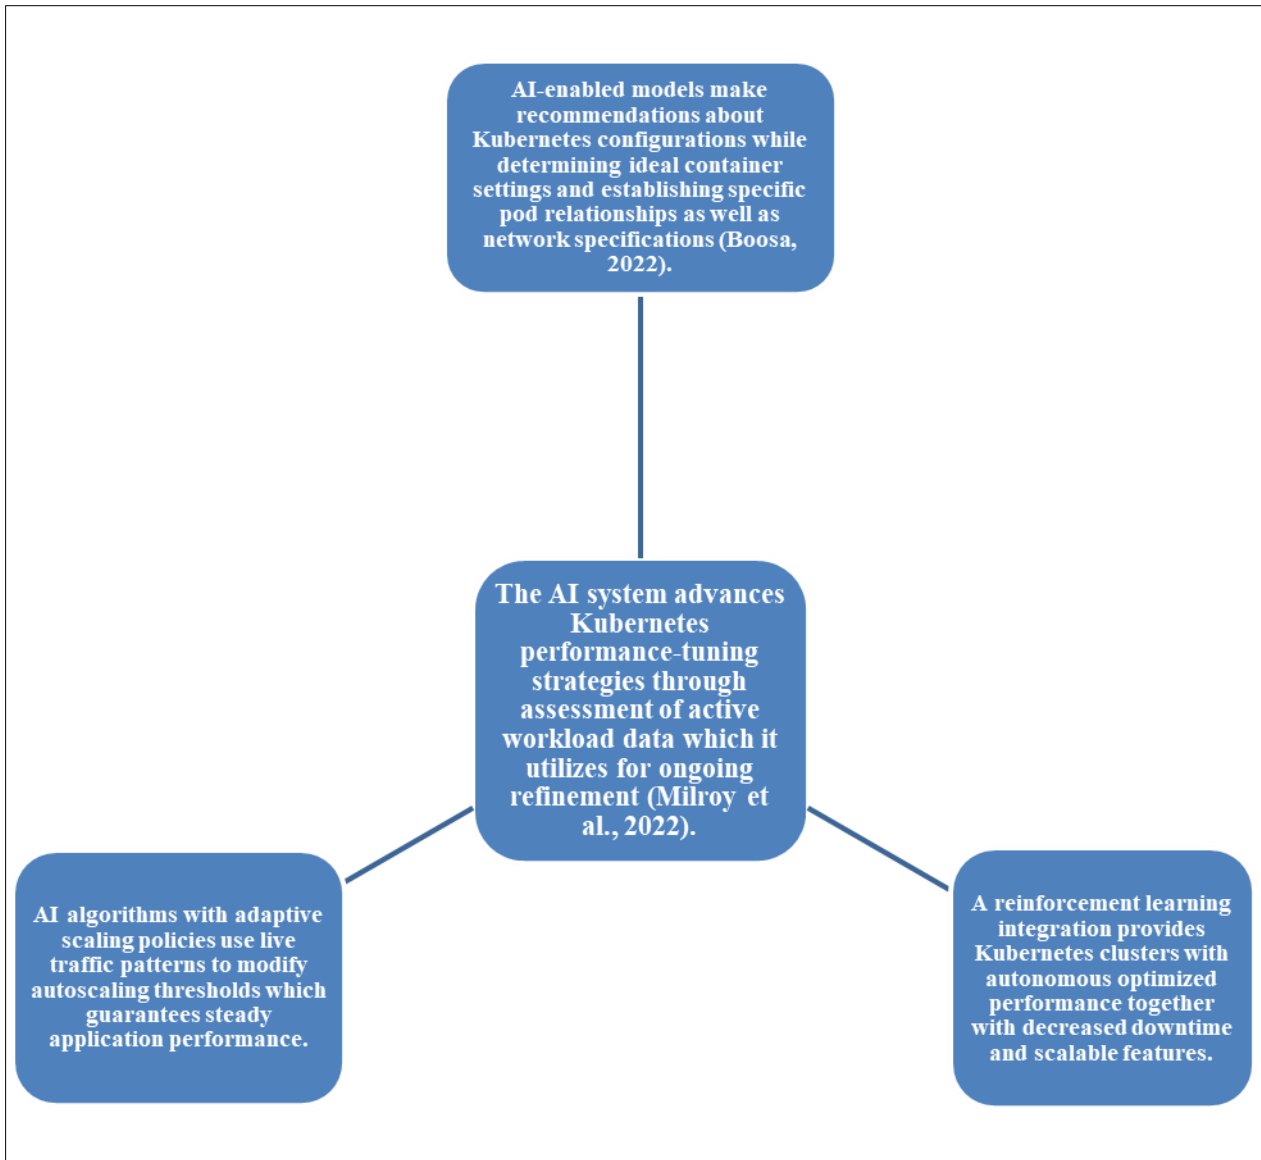 AI-enabled models make
recommendations about
Kubernetes configurations while
determining ideal container
settings and establishing specific
pod relationships as well as
network specifications (Boosa,
2022).
The AI system advances
Kubernetes
performance-tuning
strategies through
assessment of active
workload data which it
utilizes for ongoing
refinement (Milroy et
al., 2022).
AI algorithms with adaptive
scaling policies use live
traffic patterns to modify
autoscaling thresholds which
guarantees steady
application performance.
A reinforcement learning
integration provides
Kubernetes clusters with
autonomous optimized
performance together
with decreased downtime
and scalable features.